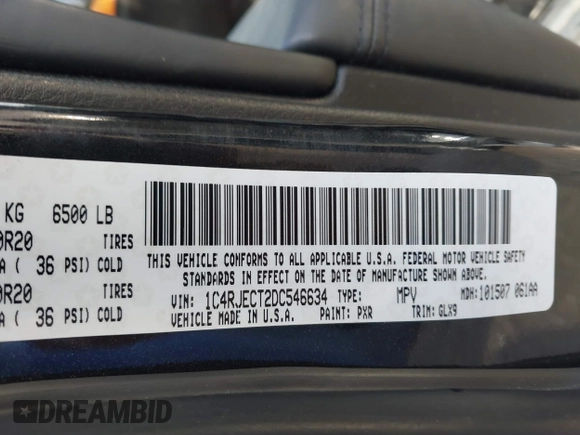 KG 6500 LB
0R20 TIRES
A ( 36 PSI) COLD
0R20 TIRES
A ( 36 PSI) COLD
THIS VEHICLE CONFORMS TO ALL APPLICABLE U.S.A. FEDERAL MOTOR VEHICLE SAFETY
STANDARDS IN EFFECT ON THE DATE OF MANUFACTURE SHOWN ABOVE.
VIN: 1C4RJECT2DC546634 TYPE: MPV MDH: 101507 061AA
VEHICLE MADE IN U.S.A. PAINT: PXR TRIM: GLX9
DREAMBID